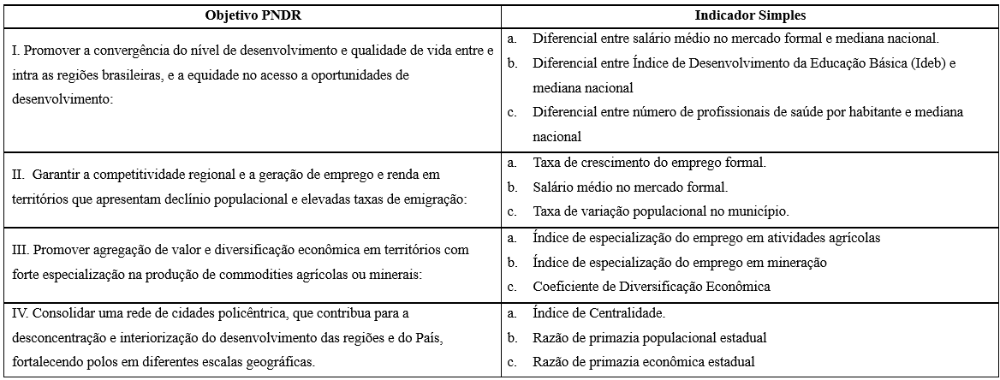 Objetivo PNDR
Indicador Simples
I. Promover a convergência do nível de desenvolvimento e qualidade de vida entre e
intra as regiões brasileiras, e a equidade no acesso a oportunidades de
desenvolvimento:
a. Diferencial entre salário médio no mercado formal e mediana nacional.
b. Diferencial entre Índice de Desenvolvimento da Educação Básica (Ideb) e
mediana nacional
c. Diferencial entre número de profissionais de saúde por habitante e mediana
nacional
II. Garantir a competitividade regional e a geração de emprego e renda em
territórios que apresentam declínio populacional e elevadas taxas de emigração:
a. Taxa de crescimento do emprego formal.
b. Salário médio no mercado formal.
c. Taxa de variação populacional no município.
III. Promover agregação de valor e diversificação econômica em territórios com
forte especialização na produção de commodities agrícolas ou minerais:
a. Índice de especialização do emprego em atividades agrícolas
b. Índice de especialização do emprego em mineração
c. Coeficiente de Diversificação Econômica
IV. Consolidar uma rede de cidades policêntrica, que contribua para a
desconcentração e interiorização do desenvolvimento das regiões e do País,
fortalecendo polos em diferentes escalas geográficas.
a. Índice de Centralidade.
b. Razão de primazia populacional estadual
c. Razão de primazia econômica estadual